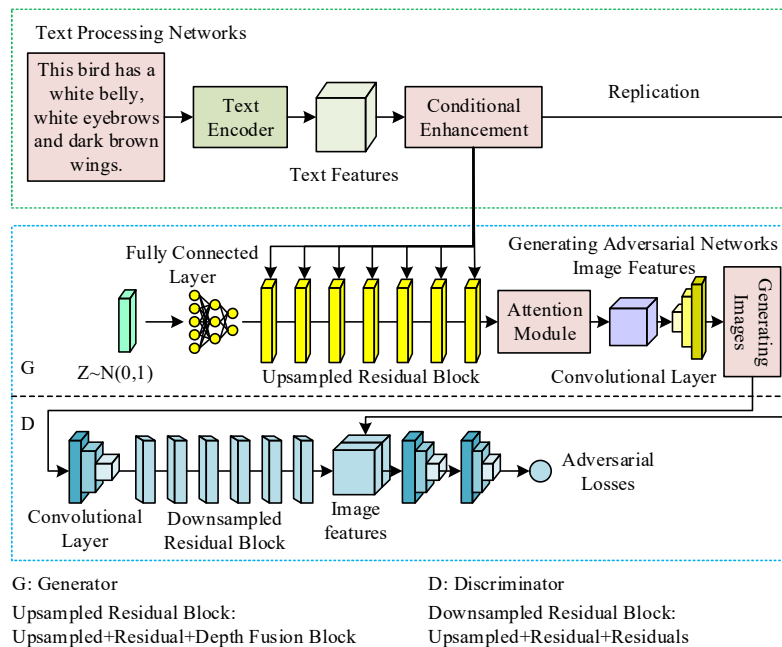 Text Processing Networks
This bird has a
white belly,
white eyebrows
and dark brown
wings.
Text
Encoder
Text Features
Conditional
Enhancement
Replication
Fully Connected
Layer
Z~N(0,1)
Upsampled Residual Block
Attention
Module
Generating Adversarial Networks
Image Features
Convolutional Layer
Generating
Images
G
D
Convolutional
Layer
Downsampled
Residual Block
Image
features
Adversarial
Losses
G: Generator
D: Discriminator
Upsampled Residual Block:
Upsampled+Residual+Depth Fusion Block
Downsampled Residual Block:
Upsampled+Residual+Residuals